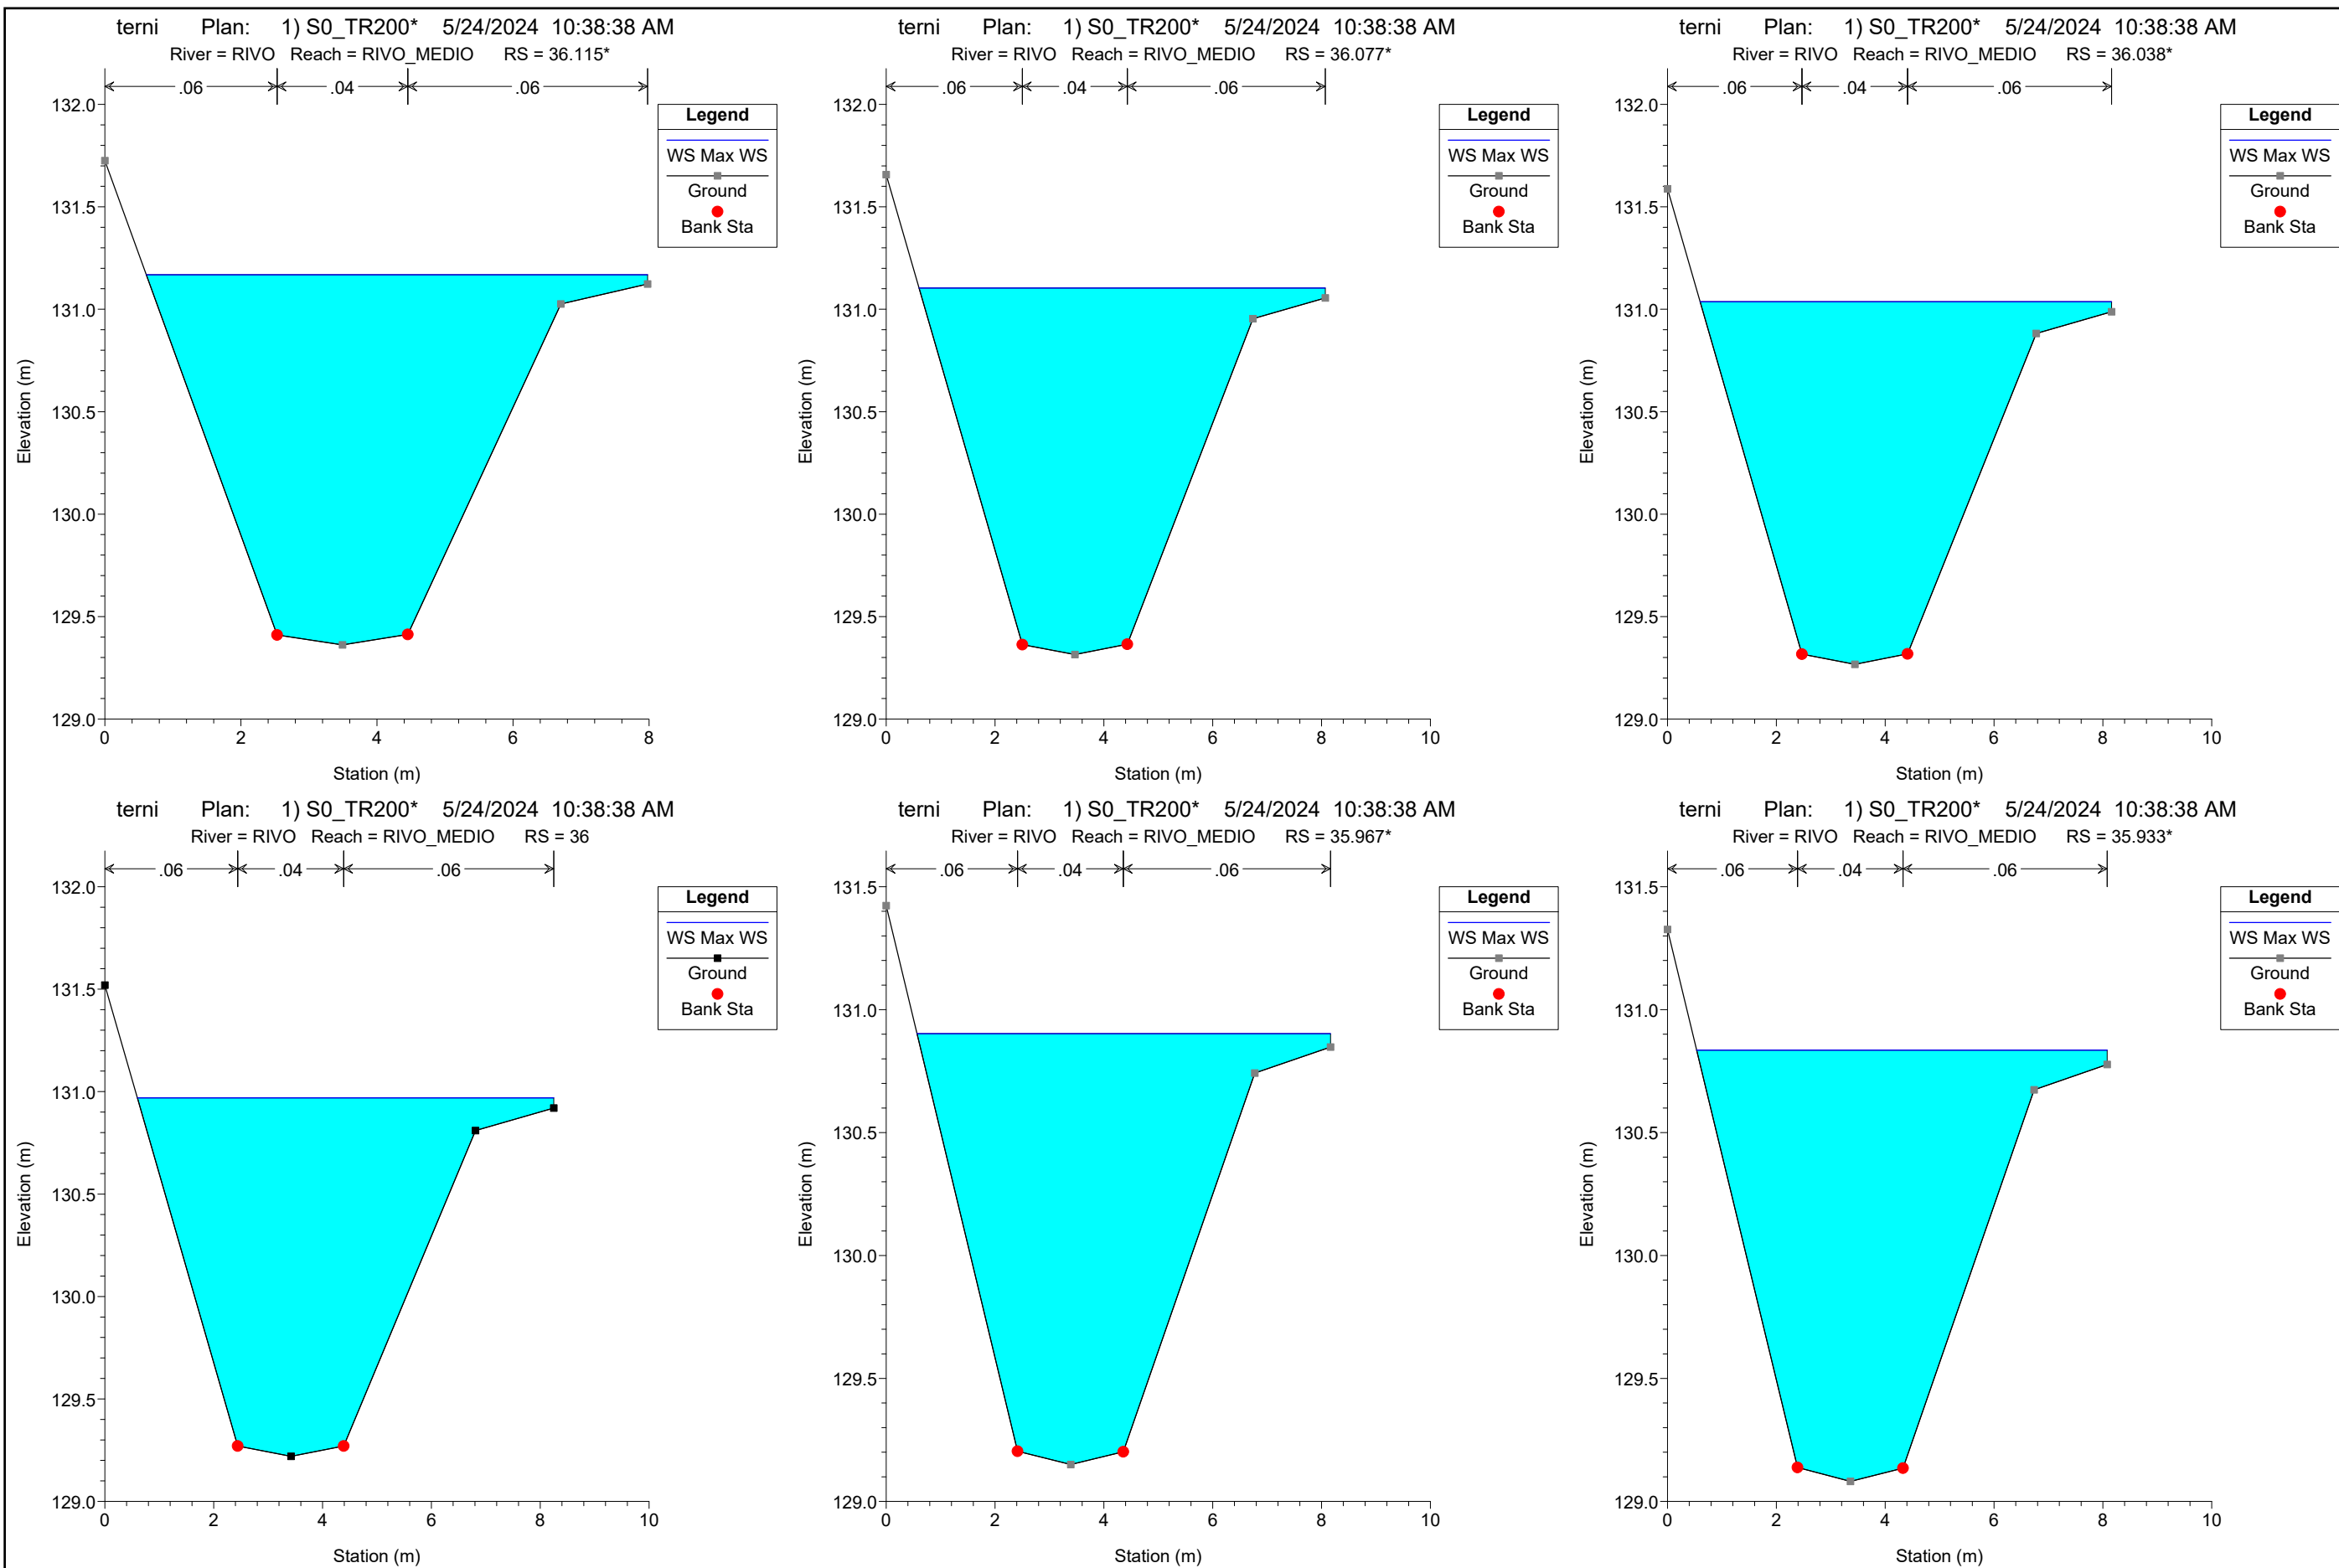 terni Plan: 1) S0_TR200* 5/24/2024 10:38:38 AM
River = RIVO Reach = RIVO_MEDIO RS = 36.115*
.06 .04 .06
132.0
131.5
131.0
130.5
130.0
129.5
129.0
0 2 4 6 8
Elevation (m)
Station (m)
Legend
WS Max WS
Ground
Bank Sta
terni Plan: 1) S0_TR200* 5/24/2024 10:38:38 AM
River = RIVO Reach = RIVO_MEDIO RS = 36.077*
.06 .04 .06
132.0
131.5
131.0
130.5
130.0
129.5
129.0
0 2 4 6 8 10
Elevation (m)
Station (m)
Legend
WS Max WS
Ground
Bank Sta
terni Plan: 1) S0_TR200* 5/24/2024 10:38:38 AM
River = RIVO Reach = RIVO_MEDIO RS = 36.038*
.06 .04 .06
132.0
131.5
131.0
130.5
130.0
129.5
129.0
0 2 4 6 8 10
Elevation (m)
Station (m)
Legend
WS Max WS
Ground
Bank Sta
terni Plan: 1) S0_TR200* 5/24/2024 10:38:38 AM
River = RIVO Reach = RIVO_MEDIO RS = 36
.06 .04 .06
132.0
131.5
131.0
130.5
130.0
129.5
129.0
0 2 4 6 8 10
Elevation (m)
Station (m)
Legend
WS Max WS
Ground
Bank Sta
terni Plan: 1) S0_TR200* 5/24/2024 10:38:38 AM
River = RIVO Reach = RIVO_MEDIO RS = 35.967*
.06 .04 .06
131.5
131.0
130.5
130.0
129.5
129.0
0 2 4 6 8 10
Elevation (m)
Station (m)
Legend
WS Max WS
Ground
Bank Sta
terni Plan: 1) S0_TR200* 5/24/2024 10:38:38 AM
River = RIVO Reach = RIVO_MEDIO RS = 35.933*
.06 .04 .06
131.5
131.0
130.5
130.0
129.5
129.0
0 2 4 6 8 10
Elevation (m)
Station (m)
Legend
WS Max WS
Ground
Bank Sta